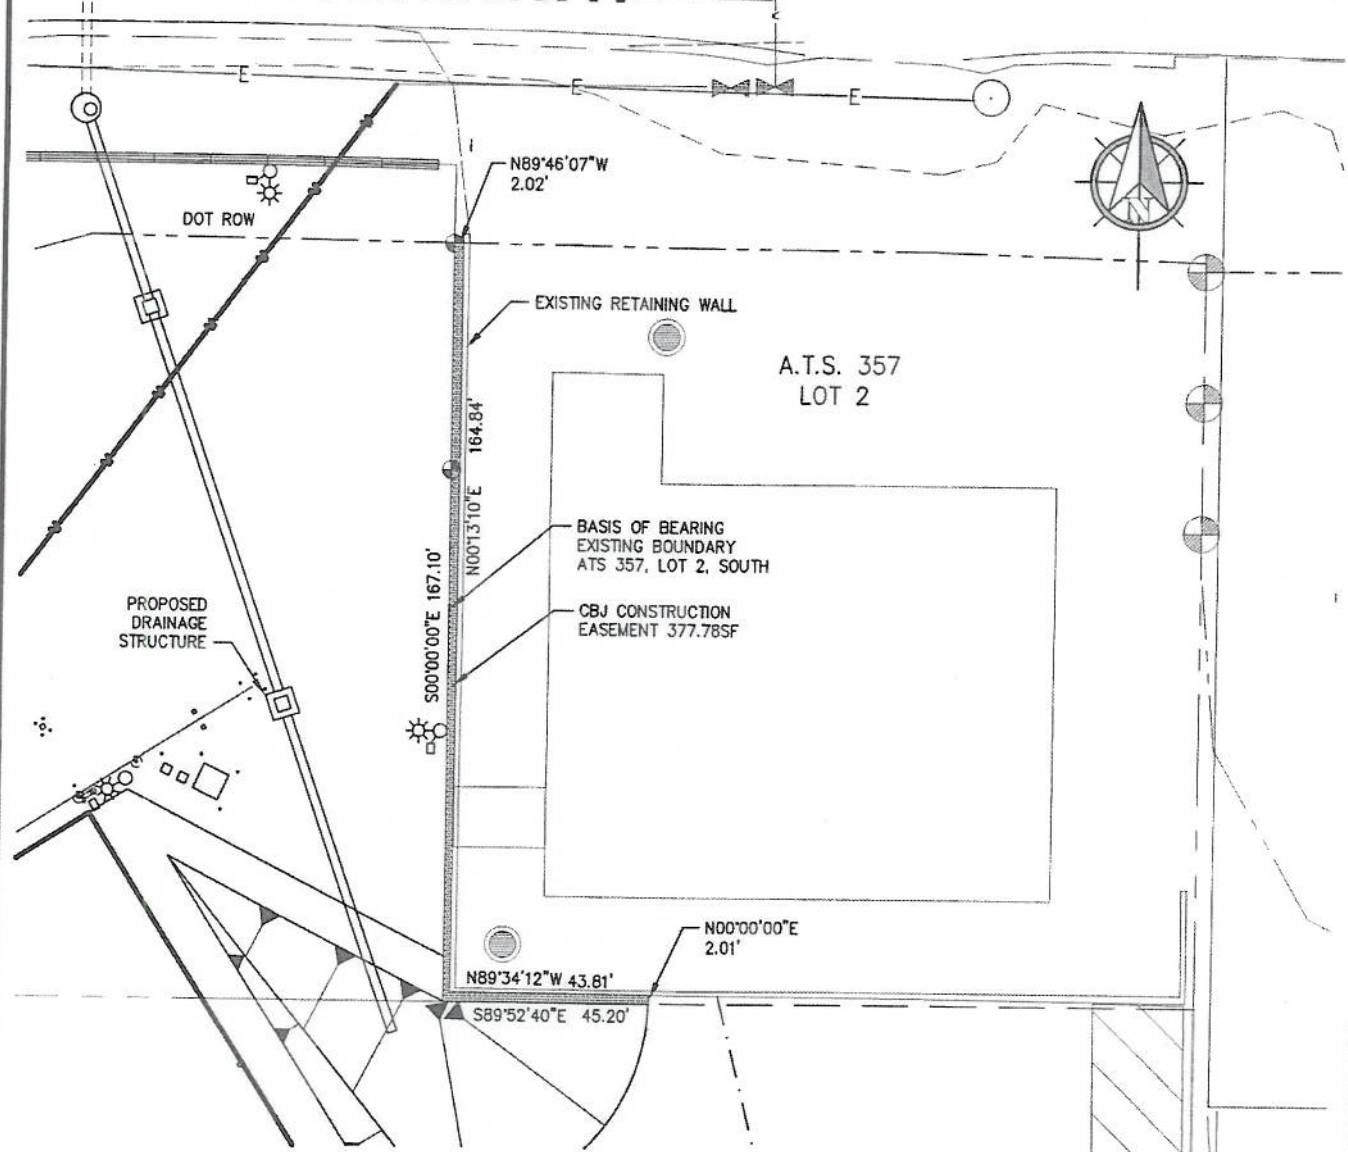 E
E
E
N89°46'07"W
2.02'
N
DOT ROW
EXISTING RETAINING WALL
A.T.S. 357
LOT 2
N00°13'10"E 164.84'
S00°00'00"E 167.10'
BASIS OF BEARING
EXISTING BOUNDARY
ATS 357, LOT 2, SOUTH
CBJ CONSTRUCTION
EASEMENT 377.78SF
PROPOSED
DRAINAGE
STRUCTURE
N00°00'00"E
2.01'
N89°34'12"W 43.81'
S89°52'40"E 45.20'